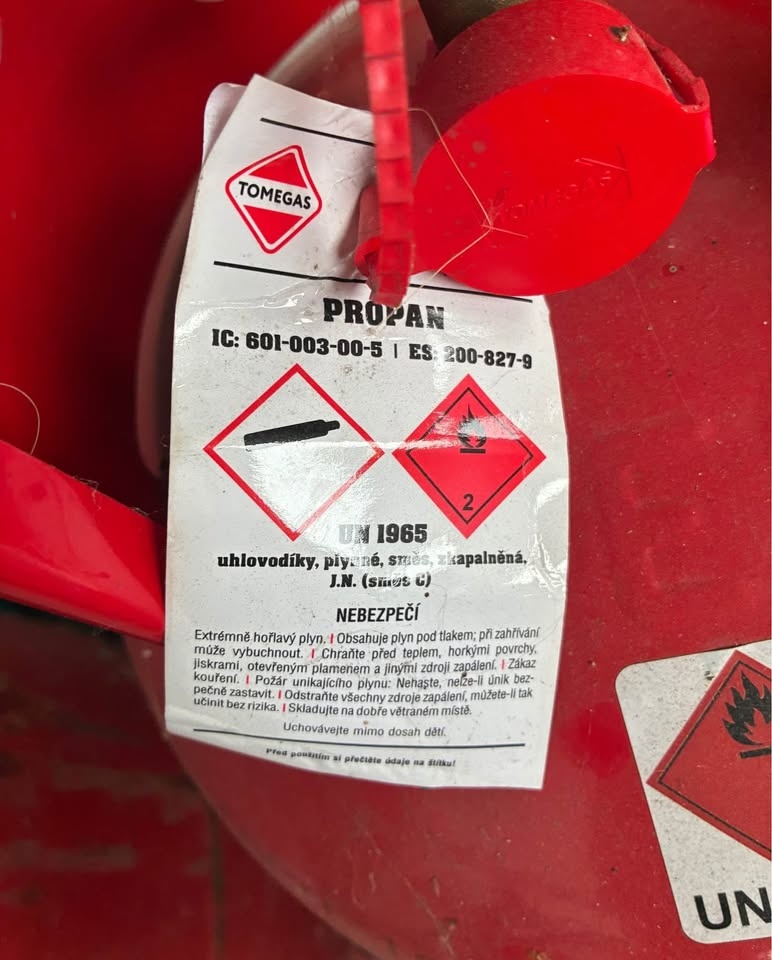 TOMEGAS
TOMEGAS
PROPAN
IC: 601-003-00-5 | ES: 200-827-9
2
UN 1965
uhlovodíky, plynné, směs, zkapalněná,
J.N. (směs C)
NEBEZPEČÍ
Extrémně hořlavý plyn. | Obsahuje plyn pod tlakem; při zahřívání
může vybuchnout. | Chraňte před teplem, horkými povrchy,
jiskrami, otevřeným plamenem a jinými zdroji zapálení. | Zákaz
kouření. | Požár unikajícího plynu: Nehaste, nelze-li únik bez-
pečně zastavit. | Odstraňte všechny zdroje zapálení, můžete-li tak
učinit bez rizika. | Skladujte na dobře větraném místě.
Uchovávejte mimo dosah dětí.
Před použitím si přečtěte údaje na štítku!
UN